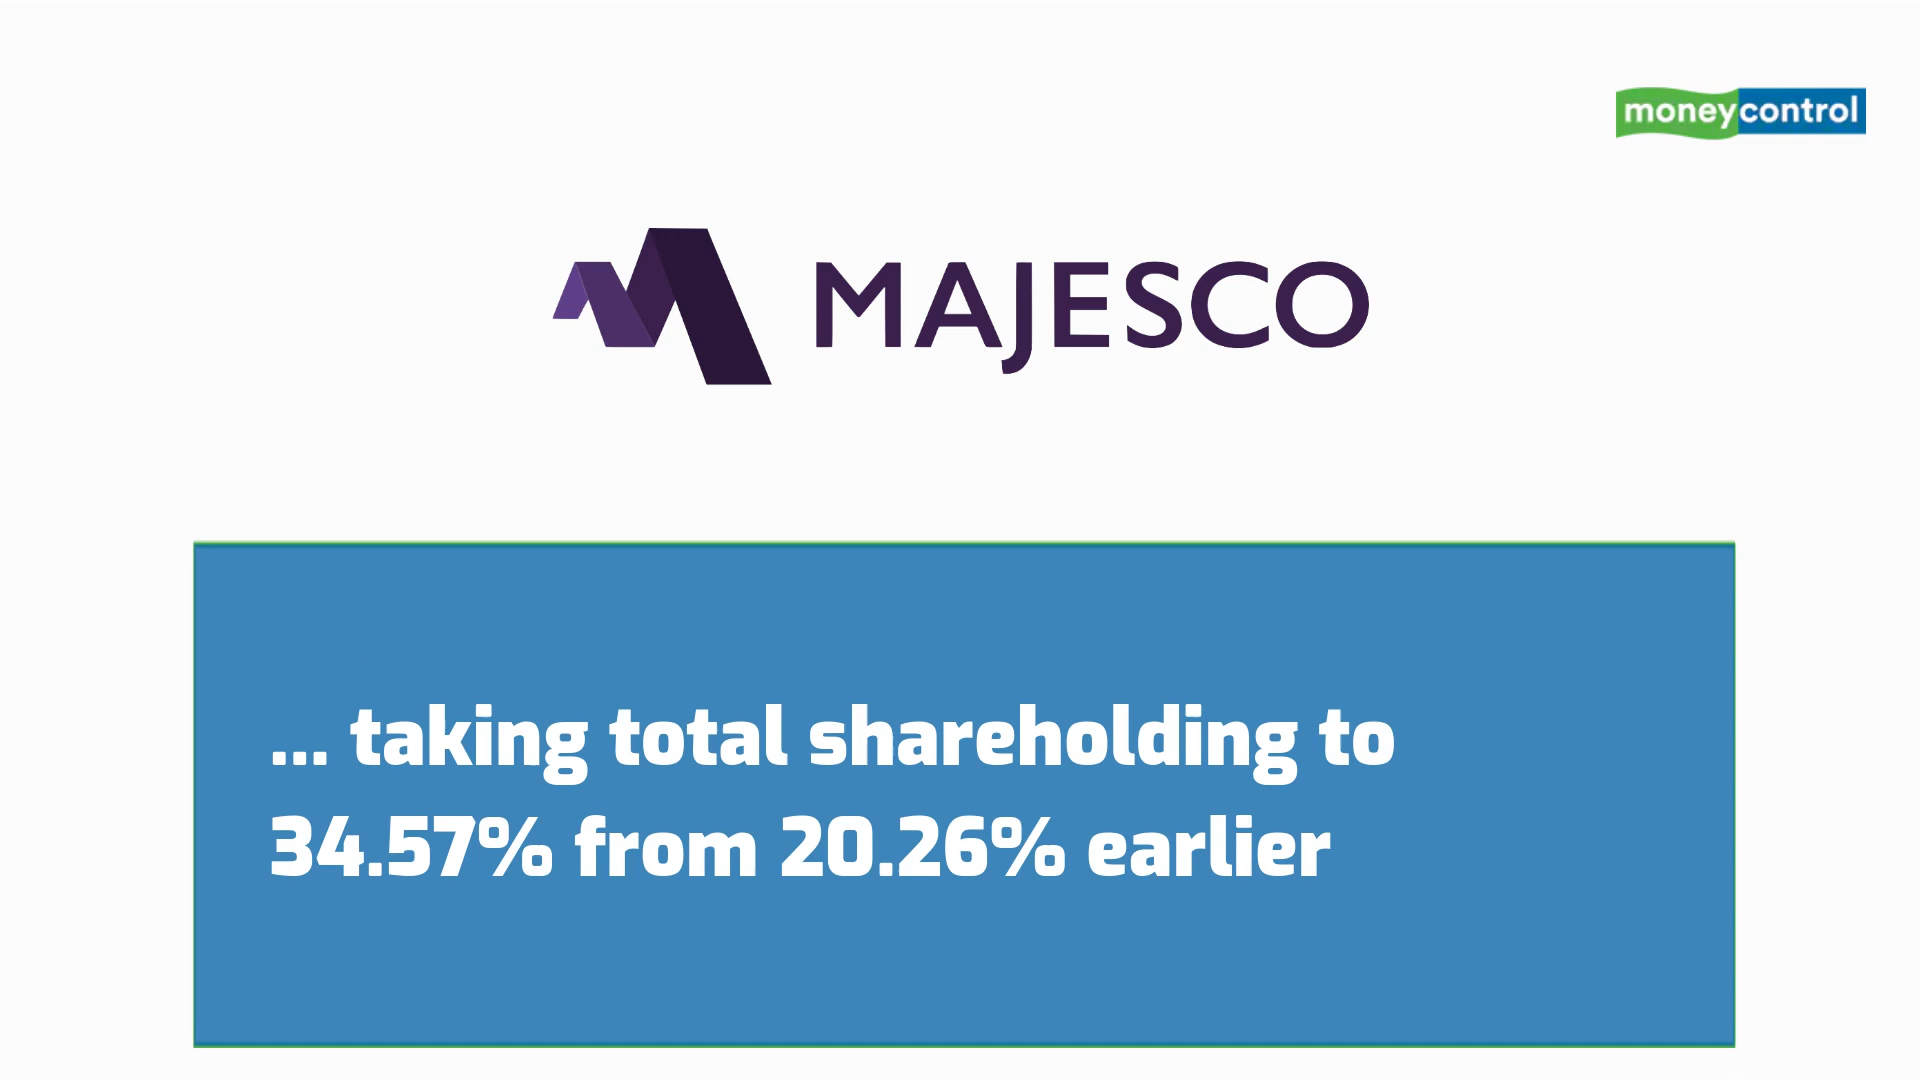 moneycontrol
MAJESCO
... taking total shareholding to
34.57% from 20.26% earlier